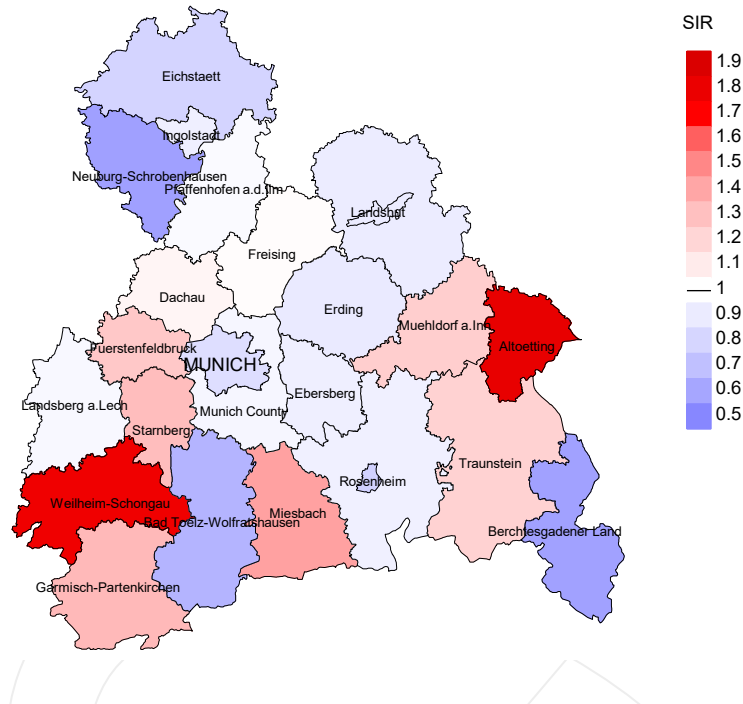 SIR
1.9
1.8
1.7
1.6
1.5
1.4
1.3
1.2
1.1
1
0.9
0.8
0.7
0.6
0.5
Eichstaett
Ingolstadt
Neuburg-Schrobenhausen
Pfaffenhofen a.d.Ilm
Landshut
Freising
Dachau
Erding
Muehldorf a.Inn
Altoetting
Fuerstenfeldbruck
MUNICH
Ebersberg
Landsberg a.Lech
Munich County
Starnberg
Traunstein
Rosenheim
Weilheim-Schongau
Miesbach
Bad Toelz-Wolfratshausen
Berchtesgadener Land
Garmisch-Partenkirchen